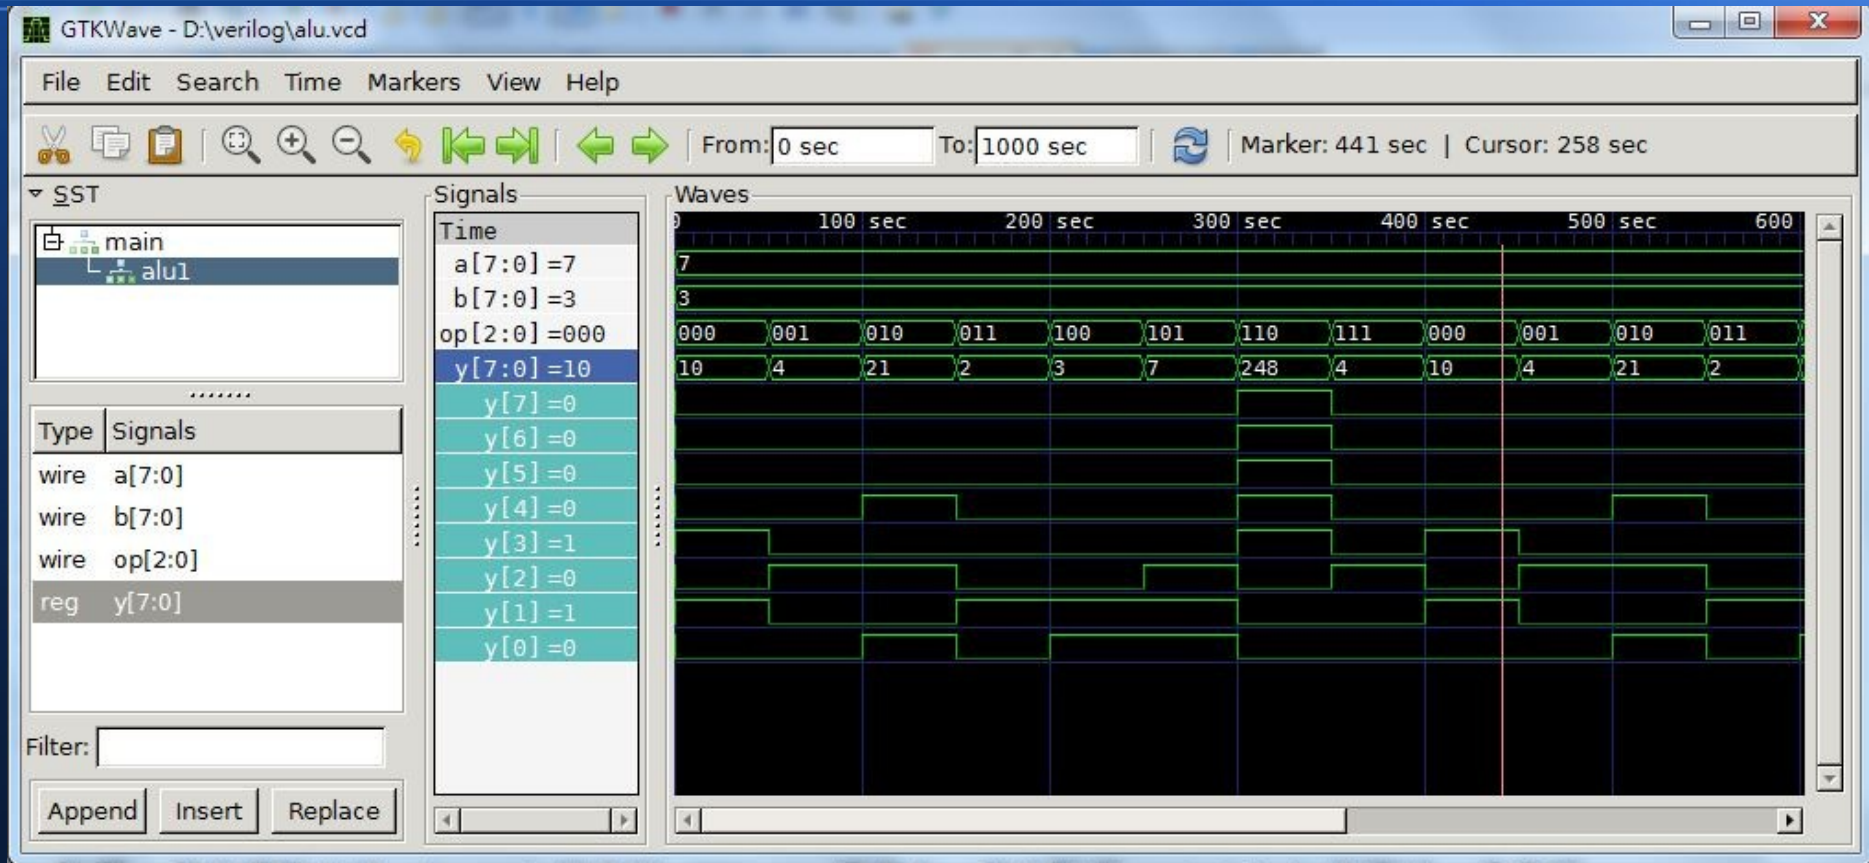 GTKWave - D:\verilog\alu.vcd
File Edit Search Time Markers View Help
From: 0 sec To: 1000 sec Marker: 441 sec | Cursor: 258 sec
SST
main
alu1
Type Signals
wire a[7:0]
wire b[7:0]
wire op[2:0]
reg y[7:0]
Filter:
Append Insert Replace
Signals
Time
a[7:0]=7
b[7:0]=3
op[2:0]=000
y[7:0]=10
y[7]=0
y[6]=0
y[5]=0
y[4]=0
y[3]=1
y[2]=0
y[1]=1
y[0]=0
Waves
0 100 sec 200 sec 300 sec 400 sec 500 sec 600
7
3
000 001 010 011 100 101 110 111 000 001 010 011
10 4 21 2 3 7 248 4 10 4 21 2